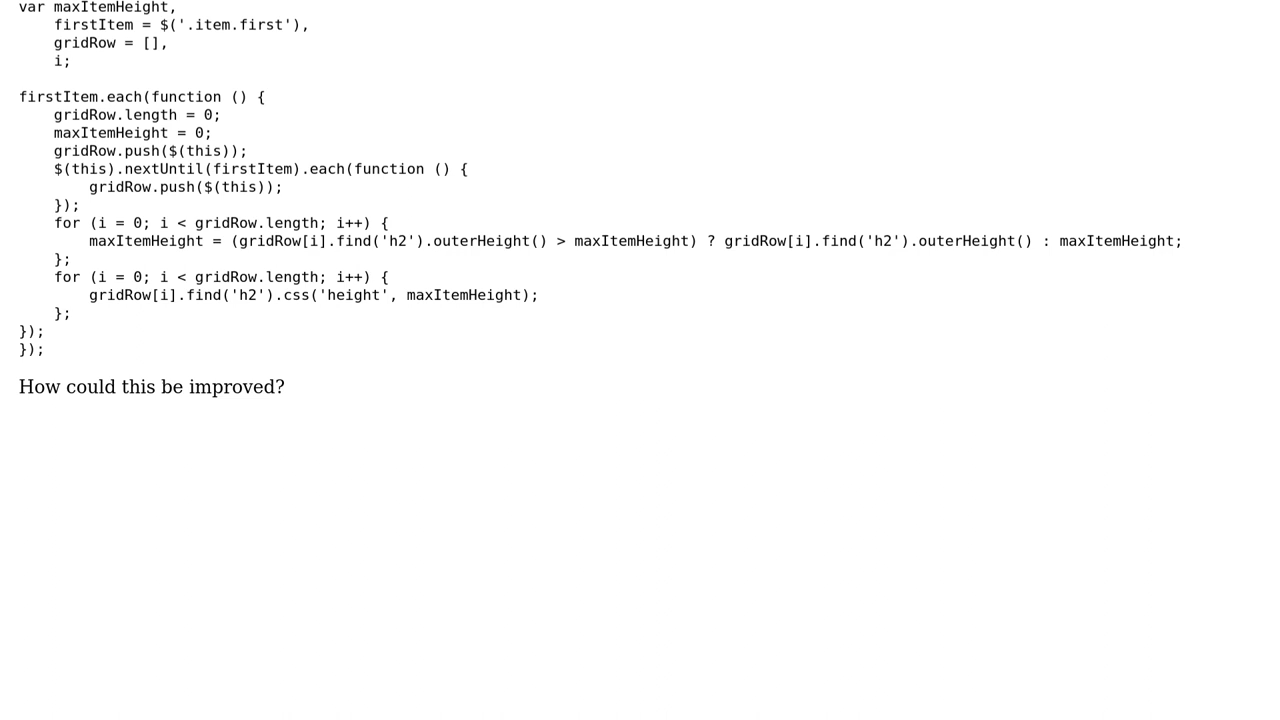 var maxItemHeight,
    firstItem = $('.item.first'),
    gridRow = [],
    i;

firstItem.each(function () {
    gridRow.length = 0;
    maxItemHeight = 0;
    gridRow.push($(this));
    $(this).nextUntil(firstItem).each(function () {
        gridRow.push($(this));
    });
    for (i = 0; i < gridRow.length; i++) {
        maxItemHeight = (gridRow[i].find('h2').outerHeight() > maxItemHeight) ? gridRow[i].find('h2').outerHeight() : maxItemHeight;
    };
    for (i = 0; i < gridRow.length; i++) {
        gridRow[i].find('h2').css('height', maxItemHeight);
    };
});
});

How could this be improved?